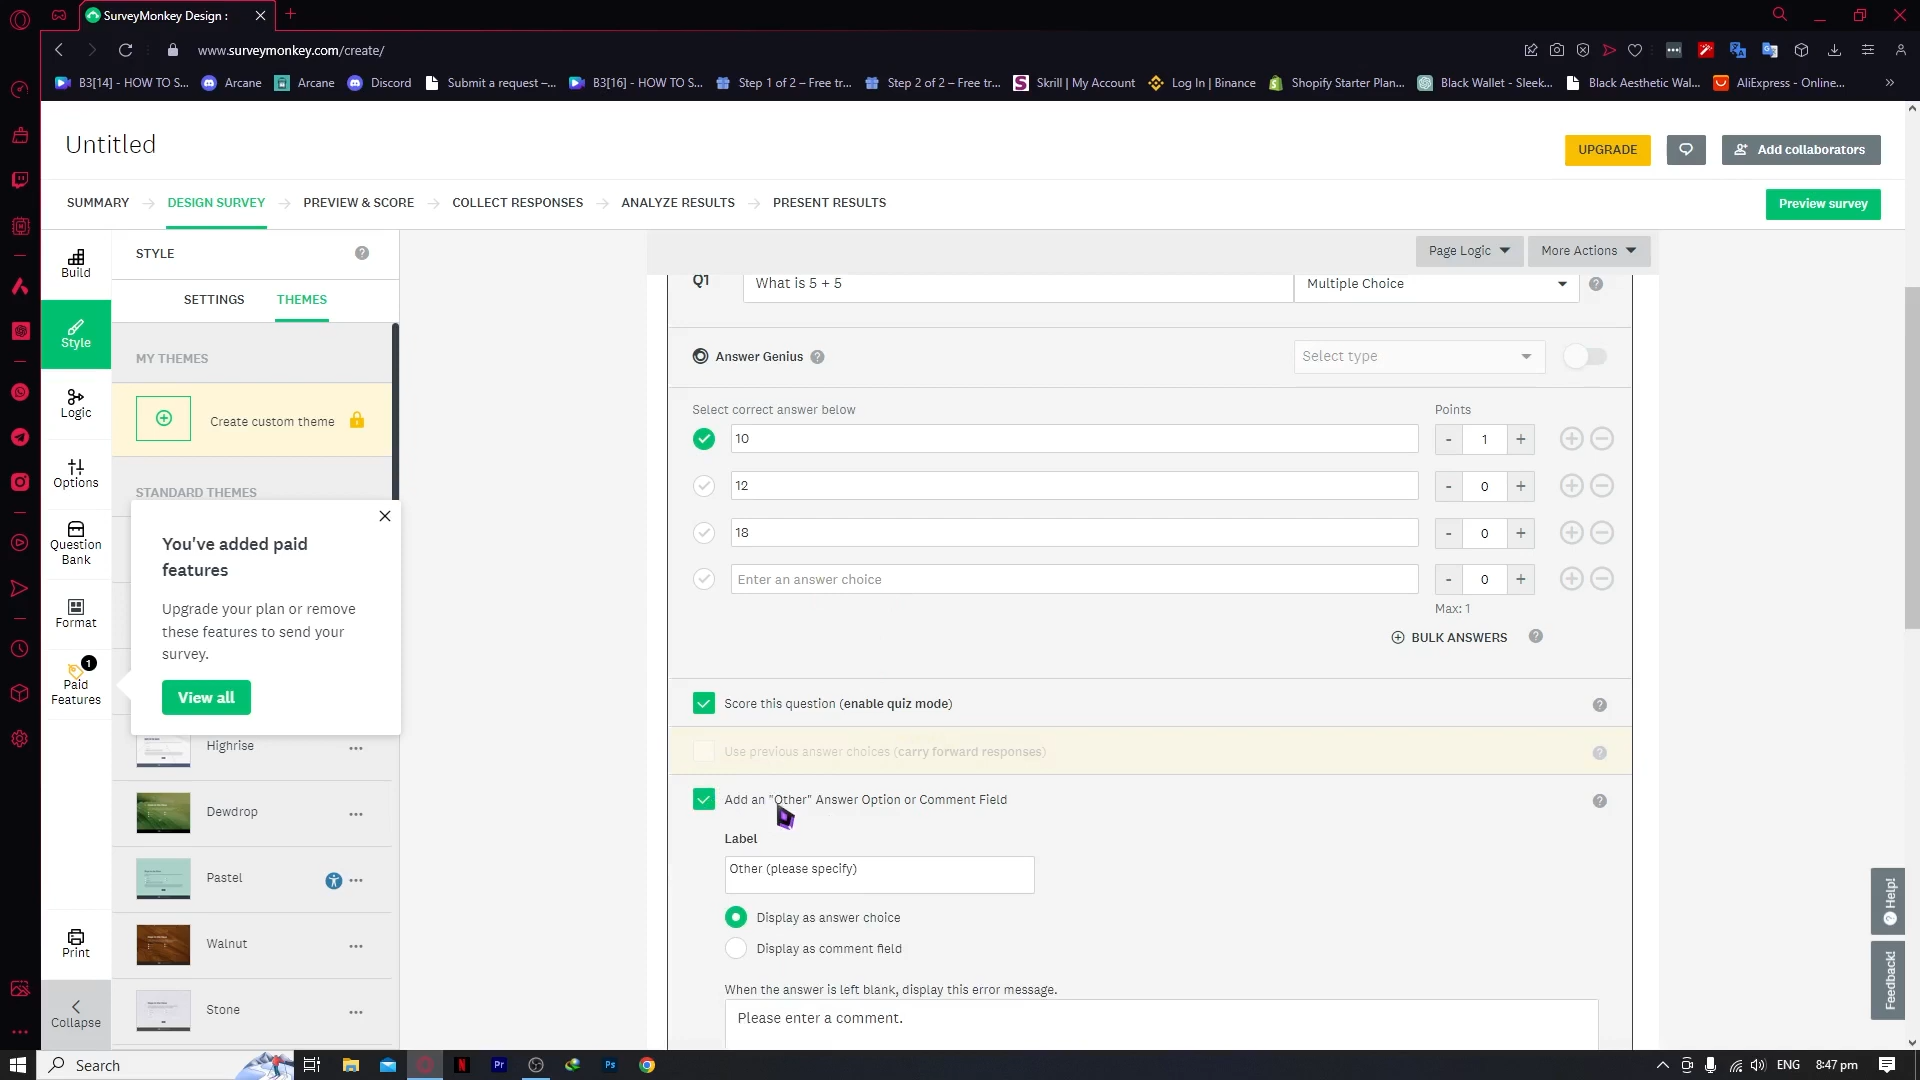 SurveyMonkey Design :
www.surveymonkey.com/create/
B3[14] - HOW TO S...
Arcane
Arcane
Discord
Submit a request –...
B3[16] - HOW TO S...
Step 1 of 2 – Free tr...
Step 2 of 2 – Free tr...
Skrill | My Account
Log In | Binance
Shopify Starter Plan...
Black Wallet - Sleek...
Black Aesthetic Wal...
AliExpress - Online...
Untitled
UPGRADE
Add collaborators
SUMMARY
DESIGN SURVEY
PREVIEW & SCORE
COLLECT RESPONSES
ANALYZE RESULTS
PRESENT RESULTS
Preview survey
Build
Style
Logic
Options
Question
Bank
Format
1
Paid
Features
Print
Collapse
STYLE
SETTINGS
THEMES
MY THEMES
Create custom theme
STANDARD THEMES
You've added paid
features
Upgrade your plan or remove
these features to send your
survey.
View all
Highrise
Dewdrop
Pastel
Walnut
Stone
Page Logic
More Actions
Q1
What is 5 + 5
Multiple Choice
Answer Genius
Select type
Select correct answer below
Points
10
- 1 +
12
- 0 +
18
- 0 +
Enter an answer choice
- 0 +
Max: 1
BULK ANSWERS
Score this question (enable quiz mode)
Use previous answer choices (carry forward responses)
Add an "Other" Answer Option or Comment Field
Label
Other (please specify)
Display as answer choice
Display as comment field
When the answer is left blank, display this error message.
Please enter a comment.
Help!
Feedback!
Search
Pr
Ps
ENG
8:47 pm